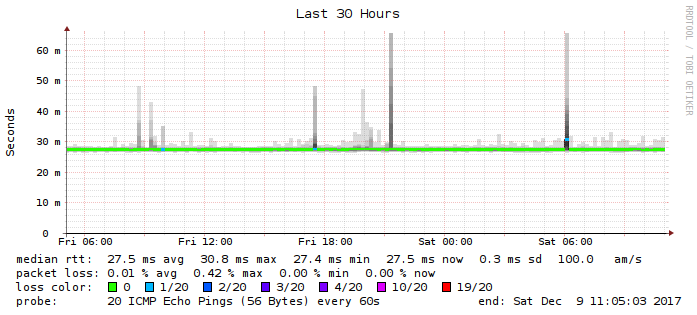 Last 30 Hours
RRDTOOL / TOBI OETIKER
Seconds
60 m
50 m
40 m
30 m
20 m
10 m
0
Fri 06:00 Fri 12:00 Fri 18:00 Sat 00:00 Sat 06:00
median rtt: 27.5 ms avg 30.8 ms max 27.4 ms min 27.5 ms now 0.3 ms sd 100.0 am/s
packet loss: 0.01 % avg 0.42 % max 0.00 % min 0.00 % now
loss color: 0 1/20 2/20 3/20 4/20 10/20 19/20
probe: 20 ICMP Echo Pings (56 Bytes) every 60s end: Sat Dec 9 11:05:03 2017